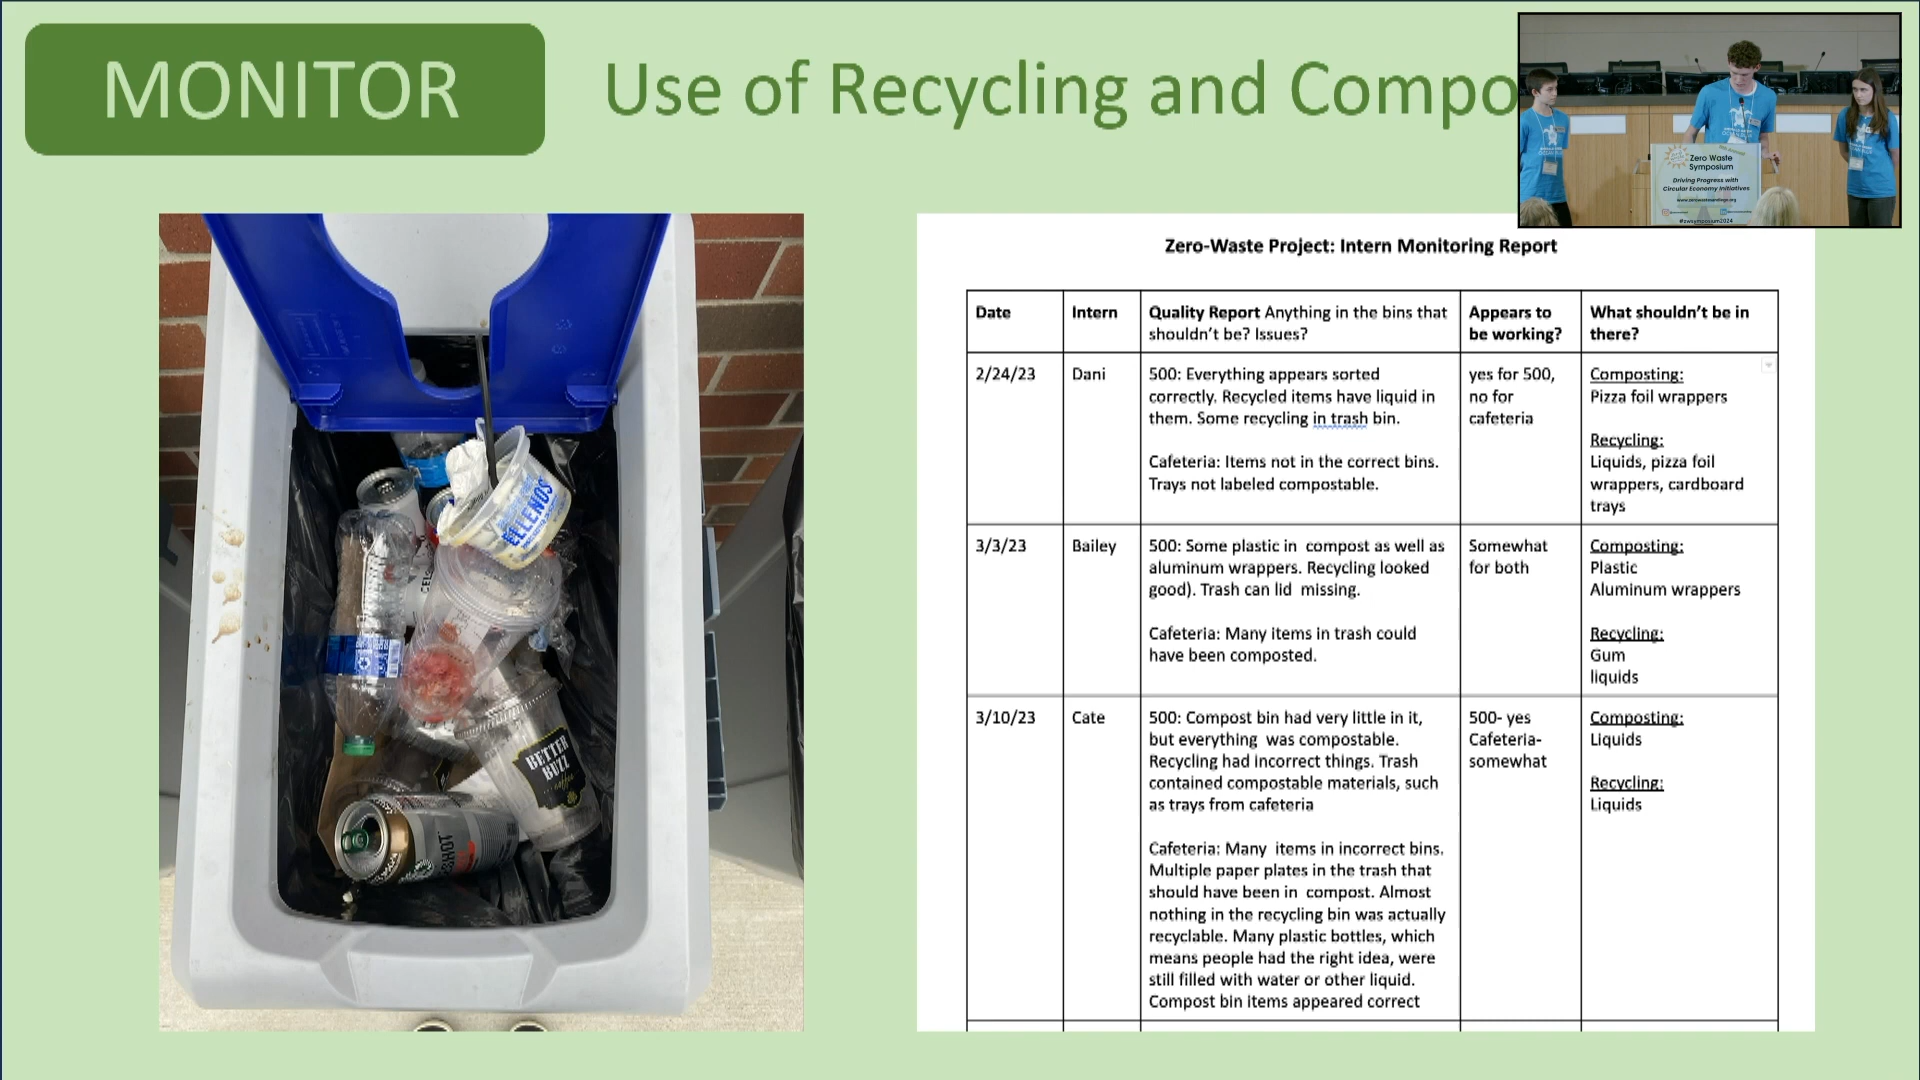 MONITOR
Use of Recycling and Compo
Zero Waste
Symposium
Driving Progress with
Circular Economy Initiatives
www.zerowastesandiego.org
#zwsymposium2024
ELLENOS
BETTER
BUZZ
coffee
Zero-Waste Project: Intern Monitoring Report
Date
Intern
Quality Report Anything in the bins that
shouldn't be? Issues?
Appears to
be working?
What shouldn't be in
there?
2/24/23
Dani
500: Everything appears sorted
correctly. Recycled items have liquid in
them. Some recycling in trash bin.
Cafeteria: Items not in the correct bins.
Trays not labeled compostable.
yes for 500,
no for
cafeteria
Composting:
Pizza foil wrappers
Recycling:
Liquids, pizza foil
wrappers, cardboard
trays
3/3/23
Bailey
500: Some plastic in compost as well as
aluminum wrappers. Recycling looked
good). Trash can lid missing.
Cafeteria: Many items in trash could
have been composted.
Somewhat
for both
Composting:
Plastic
Aluminum wrappers
Recycling:
Gum
liquids
3/10/23
Cate
500: Compost bin had very little in it,
but everything was compostable.
Recycling had incorrect things. Trash
contained compostable materials, such
as trays from cafeteria
Cafeteria: Many items in incorrect bins.
Multiple paper plates in the trash that
should have been in compost. Almost
nothing in the recycling bin was actually
recyclable. Many plastic bottles, which
means people had the right idea, were
still filled with water or other liquid.
Compost bin items appeared correct
500- yes
Cafeteria-
somewhat
Composting:
Liquids
Recycling:
Liquids